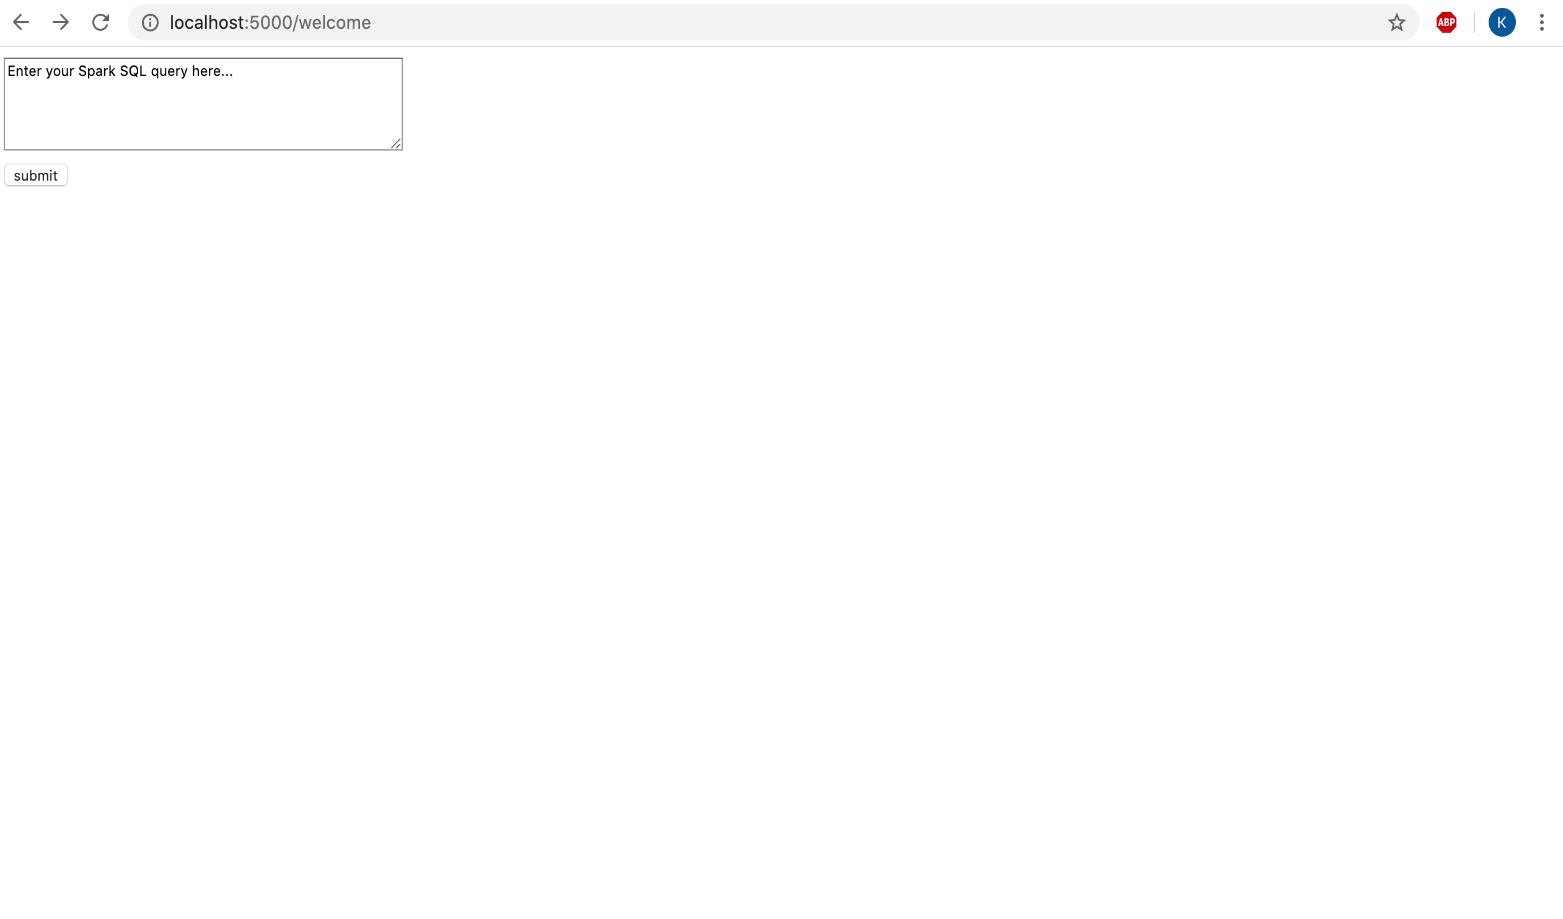 localhost:5000/welcome
ABP
K
Enter your Spark SQL query here...
submit